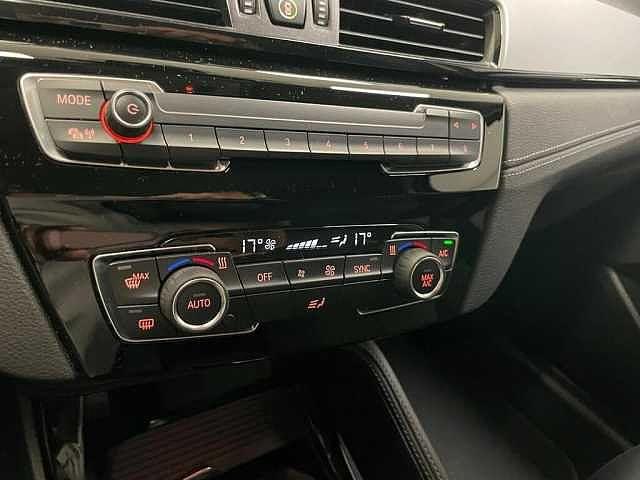 MODE
1 2 3 4 5 6 7 8
17° 17°
MAX
AUTO
OFF
SYNC
MAX
A/C
A/C